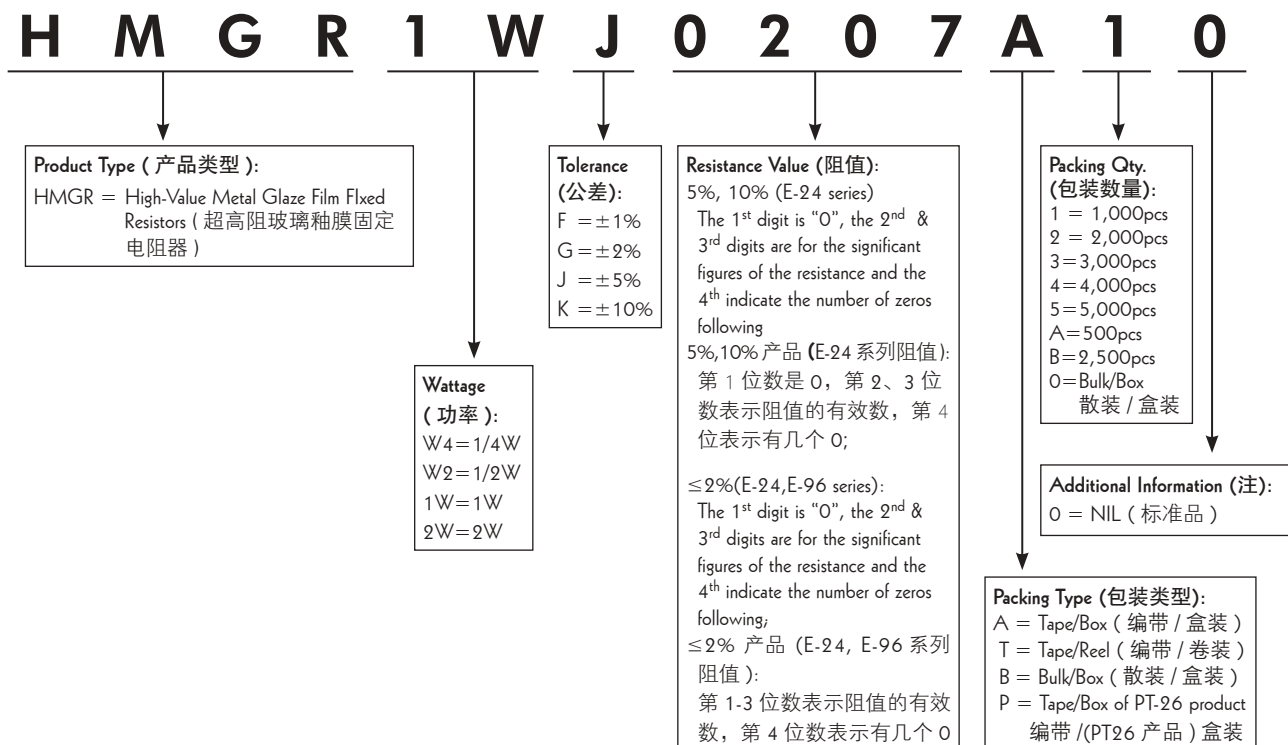 H M G R 1 W J 0 2 0 7 A 1 0
Product Type ( 产品类型 ):
HMGR = High-Value Metal Glaze Film FIxed
Resistors ( 超高阻玻璃釉膜固定
电阻器 )
Wattage
( 功率 ):
W4=1/4W
W2=1/2W
1W=1W
2W=2W
Tolerance
(公差):
F =±1%
G=±2%
J =±5%
K =±10%
Resistance Value (阻值):
5%, 10% (E-24 series)
The 1st digit is “0”, the 2nd &
3rd digits are for the significant
figures of the resistance and the
4th indicate the number of zeros
following
5%,10% 产品 (E-24 系列阻值):
第 1 位数是 0，第 2、3 位
数表示阻值的有效数，第 4
位表示有几个 0;
≤2%(E-24,E-96 series):
The 1st digit is “0”, the 2nd &
3rd digits are for the significant
figures of the resistance and the
4th indicate the number of zeros
following;
≤2% 产品 (E-24, E-96 系列
阻值 ):
第 1-3 位数表示阻值的有效
数，第 4 位数表示有几个 0
Packing Qty.
(包装数量):
1 = 1,000pcs
2 = 2,000pcs
3=3,000pcs
4=4,000pcs
5=5,000pcs
A=500pcs
B=2,500pcs
0=Bulk/Box
散装 / 盒装
Additional Information (注):
0 = NIL ( 标准品 )
Packing Type (包装类型):
A = Tape/Box ( 编带 / 盒装 )
T = Tape/Reel ( 编带 / 卷装 )
B = Bulk/Box ( 散装 / 盒装 )
P = Tape/Box of PT-26 product
编带 /(PT26 产品 ) 盒装